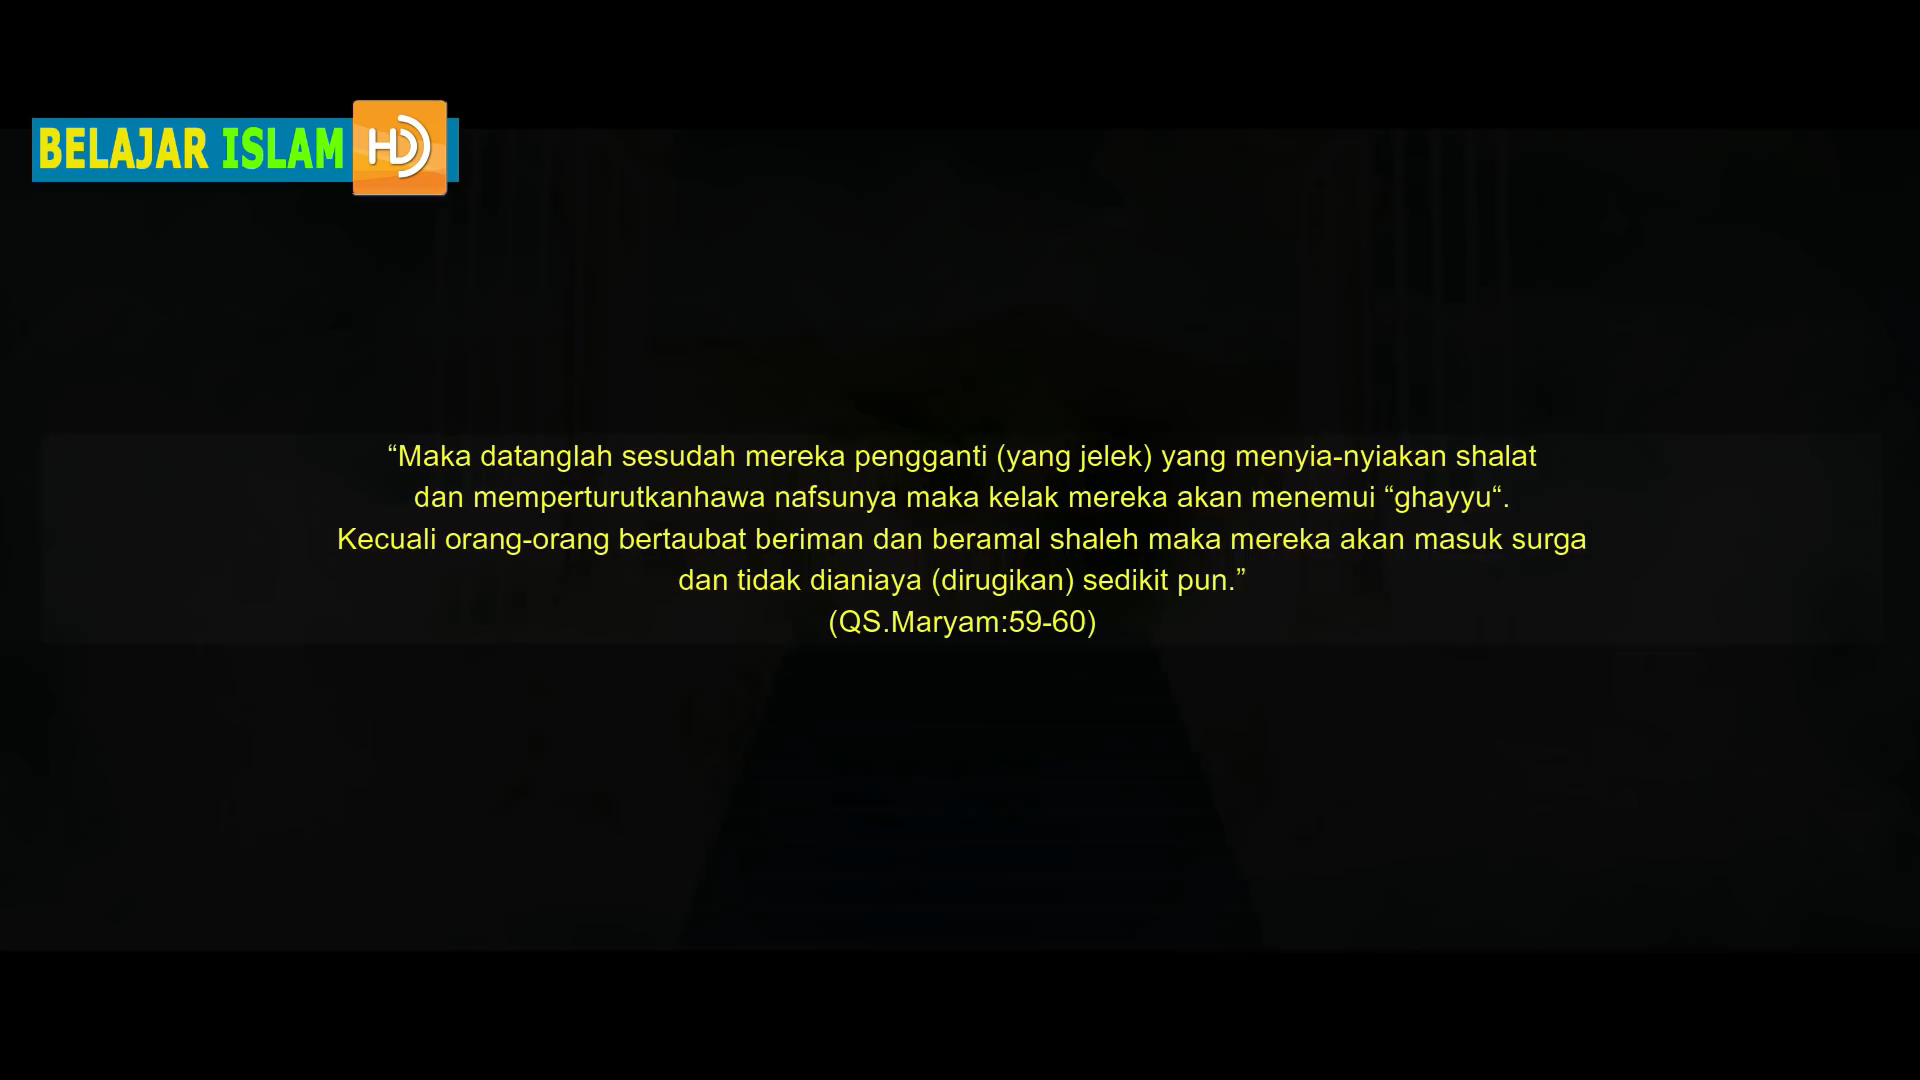 BELAJAR ISLAM HD
“Maka datanglah sesudah mereka pengganti (yang jelek) yang menyia-nyiakan shalat
dan memperturutkanhawa nafsunya maka kelak mereka akan menemui “ghayyu“.
Kecuali orang-orang bertaubat beriman dan beramal shaleh maka mereka akan masuk surga
dan tidak dianiaya (dirugikan) sedikit pun.”
(QS.Maryam:59-60)